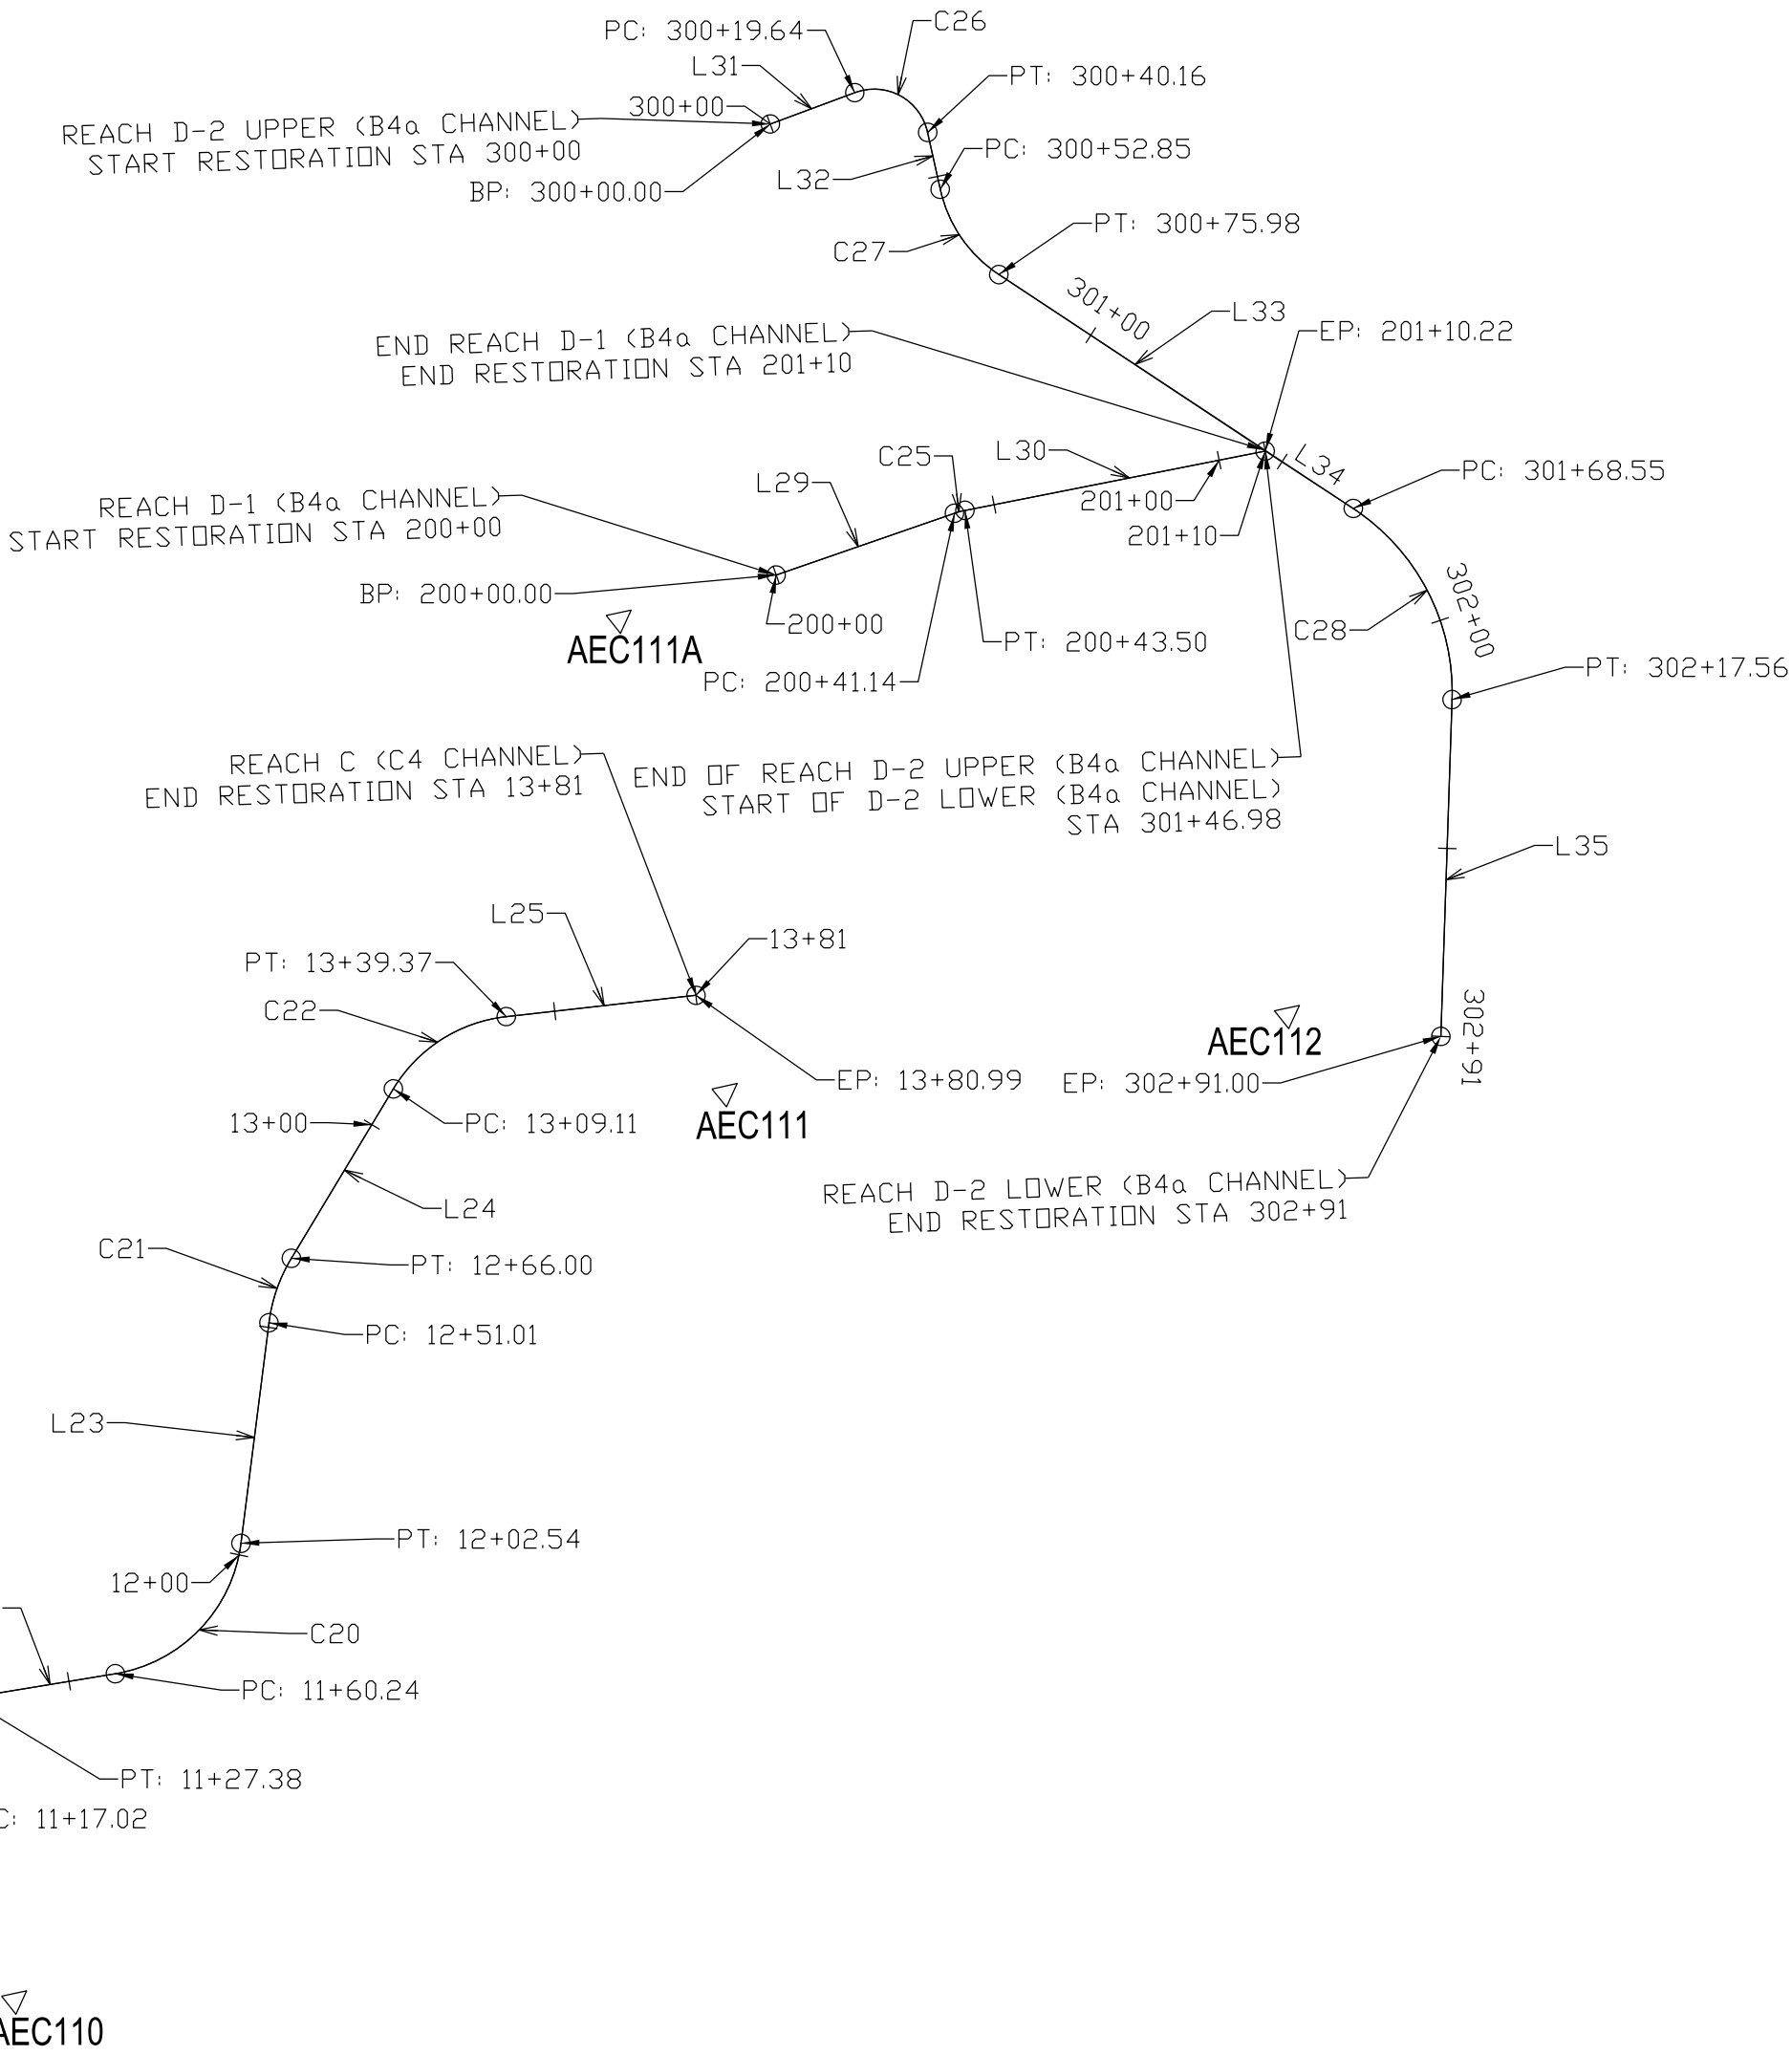 C26
PC: 300+19.64
L31
PT: 300+40.16
300+00
REACH D-2 UPPER (B4a CHANNEL)
START RESTORATION STA 300+00
PC: 300+52.85
L32
BP: 300+00.00
PT: 300+75.98
C27
301+00
L33
END REACH D-1 (B4a CHANNEL)
END RESTORATION STA 201+10
EP: 201+10.22
L30
C25
L34
PC: 301+68.55
L29
REACH D-1 (B4a CHANNEL)
START RESTORATION STA 200+00
201+00
201+10
BP: 200+00.00
302+00
200+00
C28
AEC111A
PT: 200+43.50
PC: 200+41.14
PT: 302+17.56
REACH C (C4 CHANNEL)
END RESTORATION STA 13+81
END OF REACH D-2 UPPER (B4a CHANNEL)
START OF D-2 LOWER (B4a CHANNEL)
STA 301+46.98
L35
L25
13+81
PT: 13+39.37
C22
302+91
AEC112
EP: 13+80.99
EP: 302+91.00
AEC111
13+00
PC: 13+09.11
REACH D-2 LOWER (B4a CHANNEL)
END RESTORATION STA 302+91
L24
C21
PT: 12+66.00
PC: 12+51.01
L23
PT: 12+02.54
12+00
C20
PC: 11+60.24
PT: 11+27.38
C: 11+17.02
AEC110